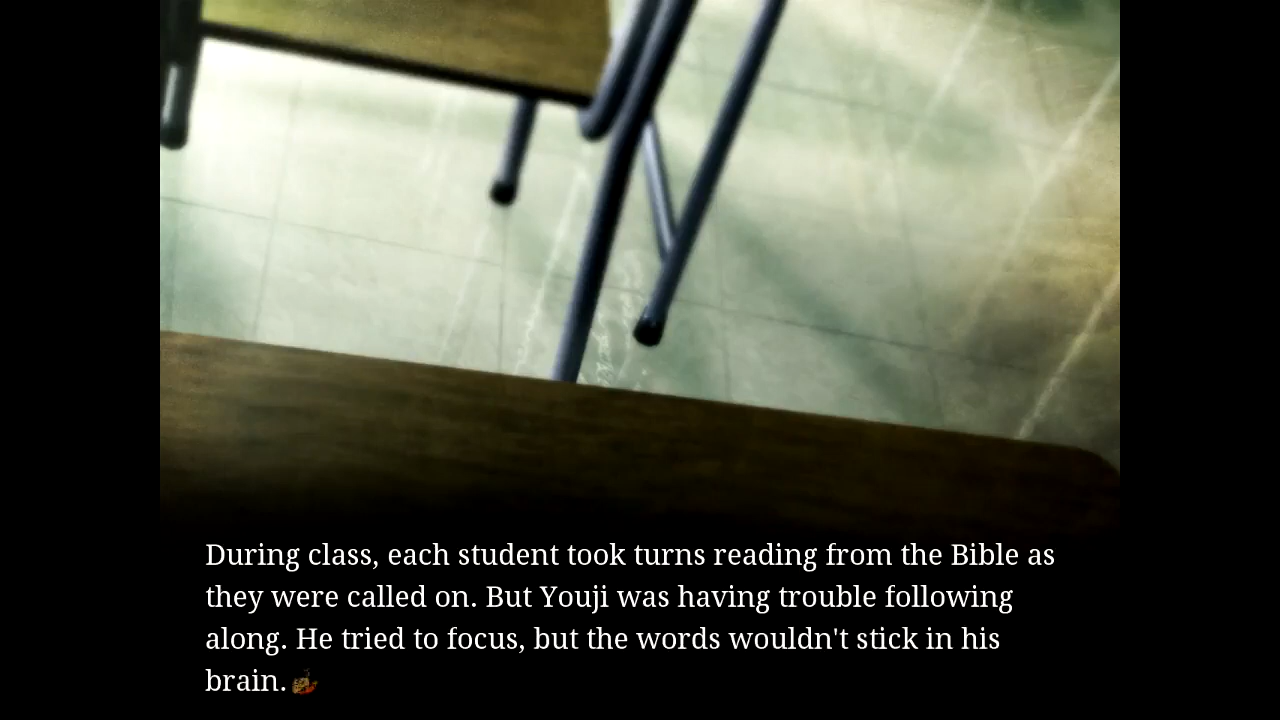 During class, each student took turns reading from the Bible as
they were called on. But Youji was having trouble following
along. He tried to focus, but the words wouldn't stick in his
brain.